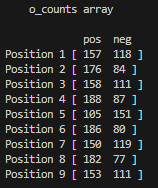 o_counts array
pos neg
Position 1 [ 157 118 ]
Position 2 [ 176 84 ]
Position 3 [ 158 111 ]
Position 4 [ 188 87 ]
Position 5 [ 105 151 ]
Position 6 [ 186 80 ]
Position 7 [ 150 119 ]
Position 8 [ 182 77 ]
Position 9 [ 153 111 ]